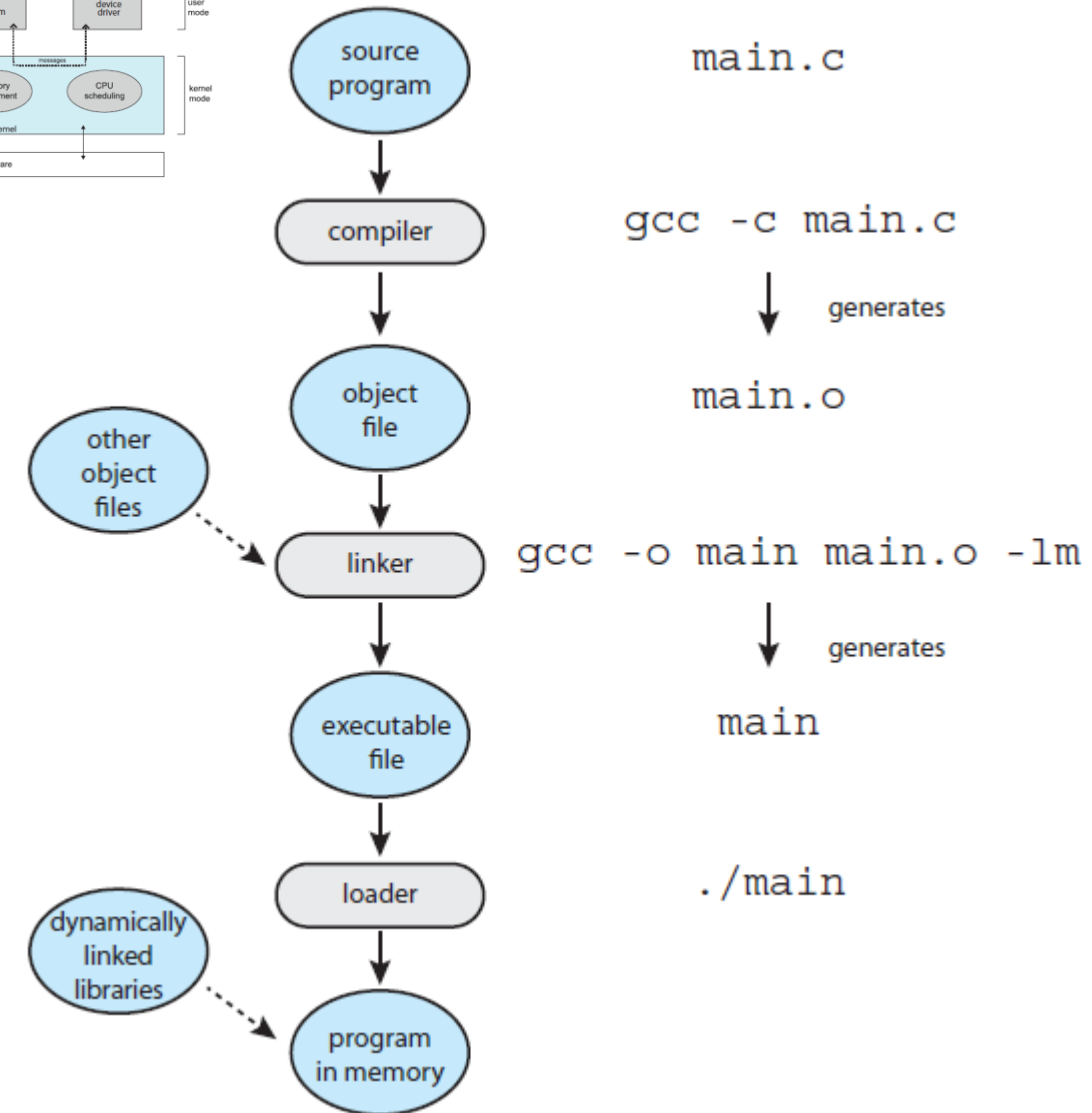 device
driver
user
mode
messages
CPU
scheduling
kernel
mode
source
program
main.c
compiler
gcc -c main.c
generates
object
file
main.o
other
object
files
linker
gcc -o main main.o -lm
generates
executable
file
main
loader
./main
dynamically
linked
libraries
program
in memory